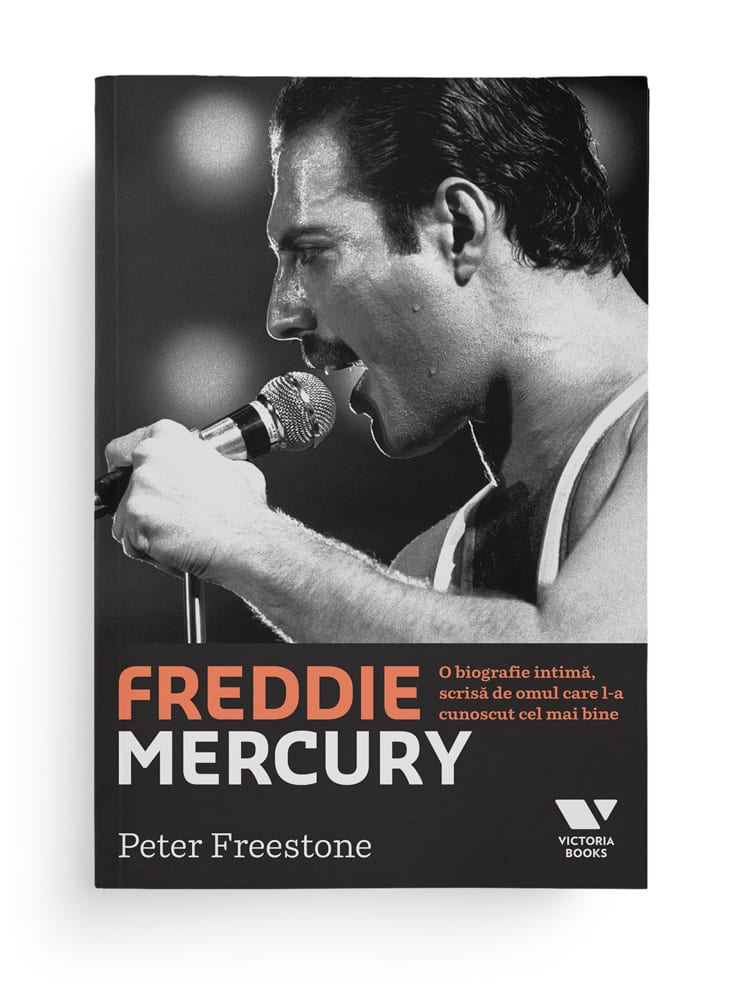 FREDDIE
MERCURY
O biografie intimă,
scrisă de omul care l-a
cunoscut cel mai bine
Peter Freestone
VICTORIA
BOOKS